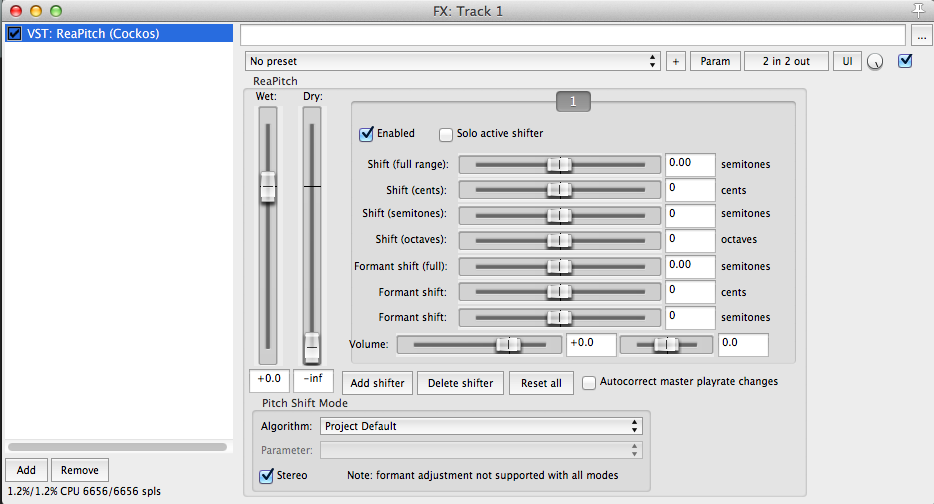 FX: Track 1
VST: ReaPitch (Cockos)
...
No preset
+
Param
2 in 2 out
UI
ReaPitch
Wet:
Dry:
1
Enabled
Solo active shifter
Shift (full range):
0.00
semitones
Shift (cents):
0
cents
Shift (semitones):
0
semitones
Shift (octaves):
0
octaves
Formant shift (full):
0.00
semitones
Formant shift:
0
cents
Formant shift:
0
semitones
Volume:
+0.0
0.0
+0.0
-inf
Add shifter
Delete shifter
Reset all
Autocorrect master playrate changes
Pitch Shift Mode
Algorithm:
Project Default
Parameter:
Stereo
Note: formant adjustment not supported with all modes
Add
Remove
1.2%/1.2% CPU 6656/6656 spls